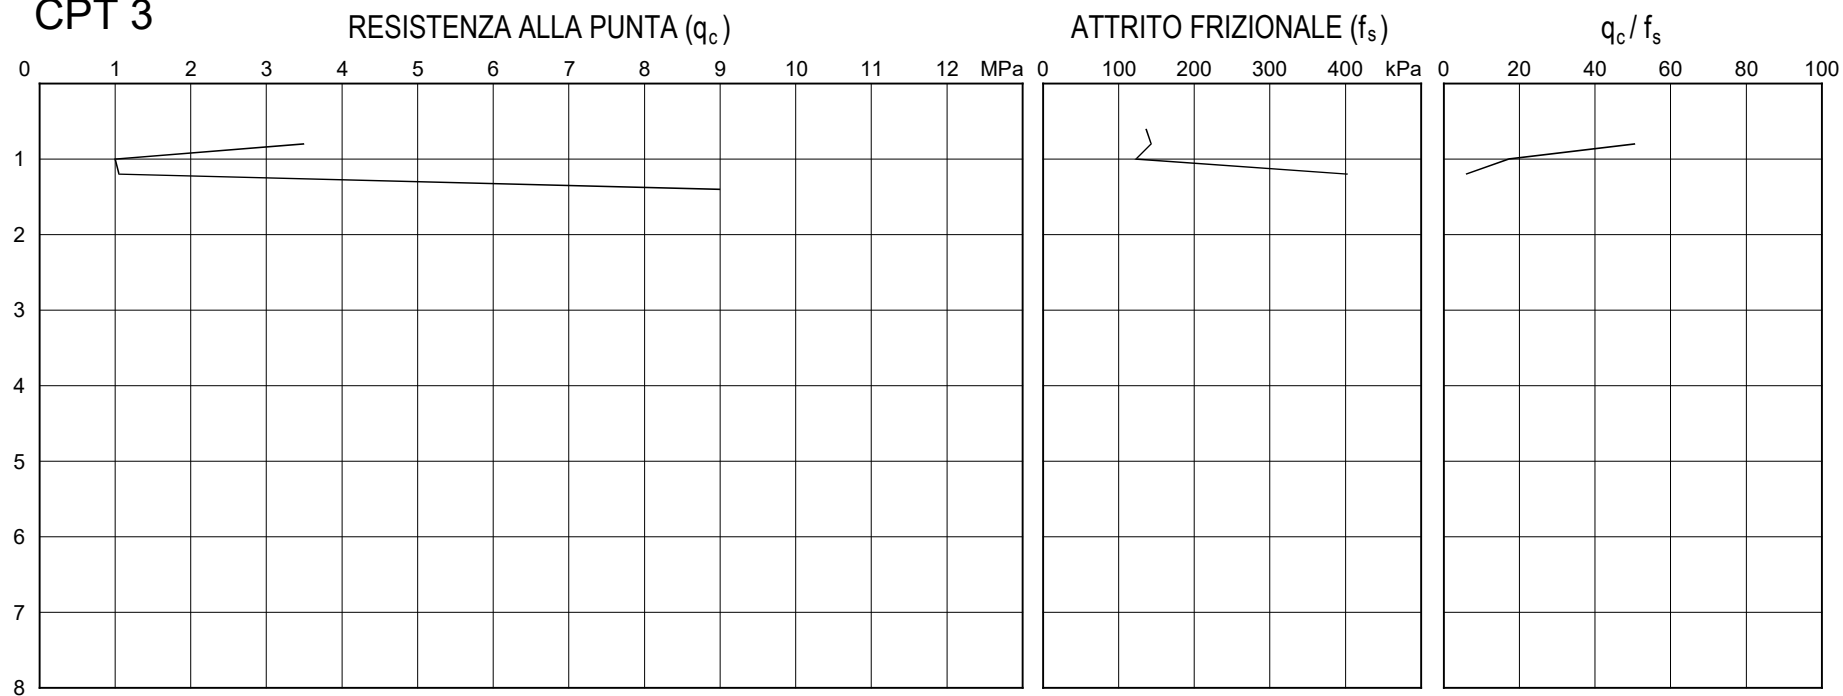 CPT 3
RESISTENZA ALLA PUNTA (qc) ATTRITO FRIZIONALE (fs) qc / fs
0 1 2 3 4 5 6 7 8 9 10 11 12 MPa 0 100 200 300 400 kPa 0 20 40 60 80 100
1
2
3
4
5
6
7
8